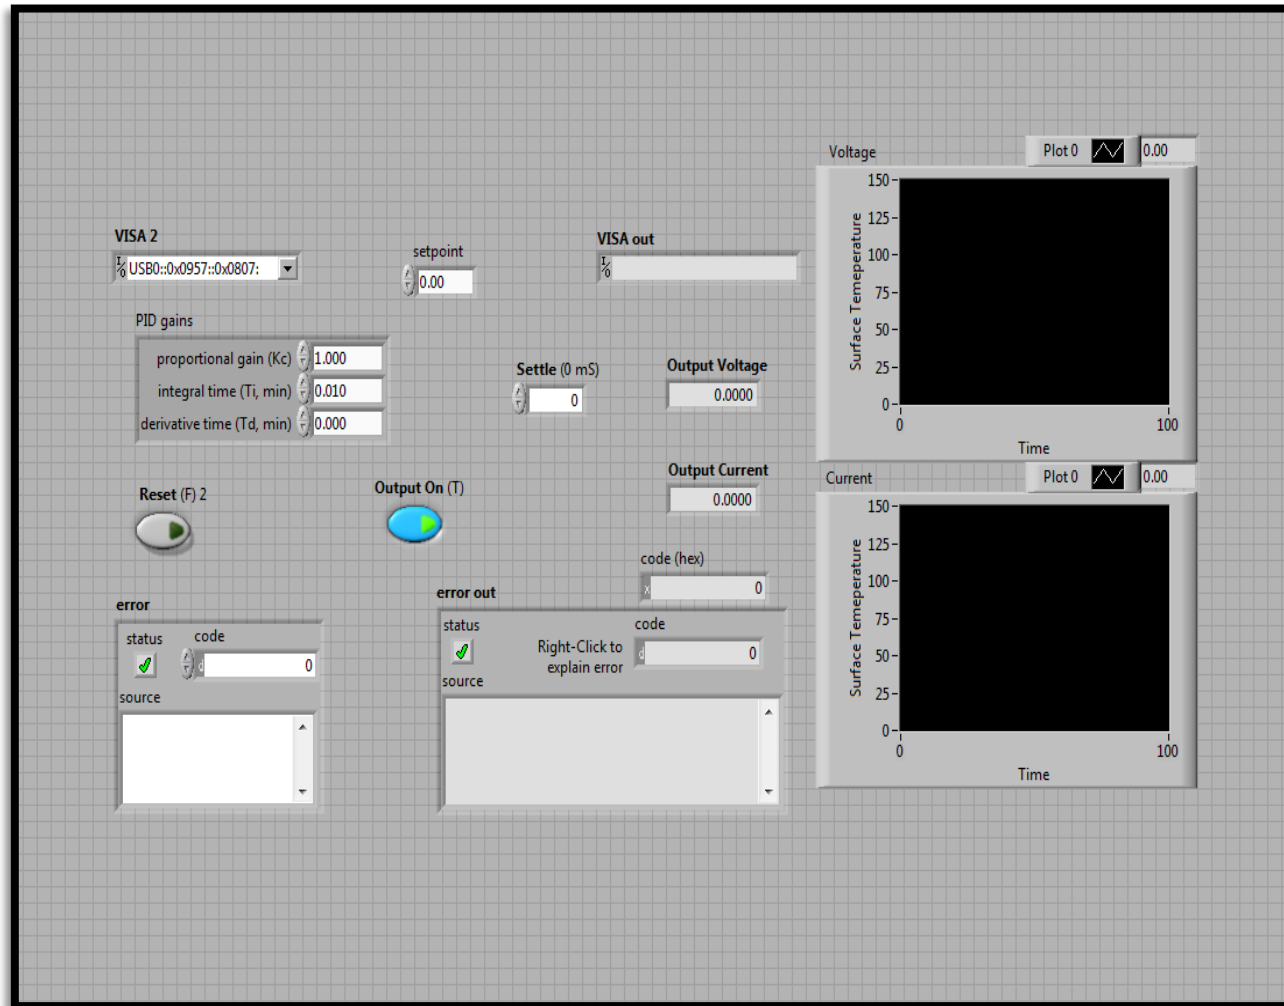 VISA 2
USB0::0x0957::0x0807:
setpoint
0.00
VISA out
PID gains
proportional gain (Kc) 1.000
integral time (Ti, min) 0.010
derivative time (Td, min) 0.000
Settle (0 mS)
0
Output Voltage
0.0000
Output Current
0.0000
Reset (F) 2
Output On (T)
code (hex)
x 0
error
status code
d 0
source
error out
status code
Right-Click to
explain error
d 0
source
Voltage Plot 0 0.00
Surface Temeperature
150
125
100
75
50
25
0
0 100
Time
Current Plot 0 0.00
Surface Temeperature
150
125
100
75
50
25
0
0 100
Time